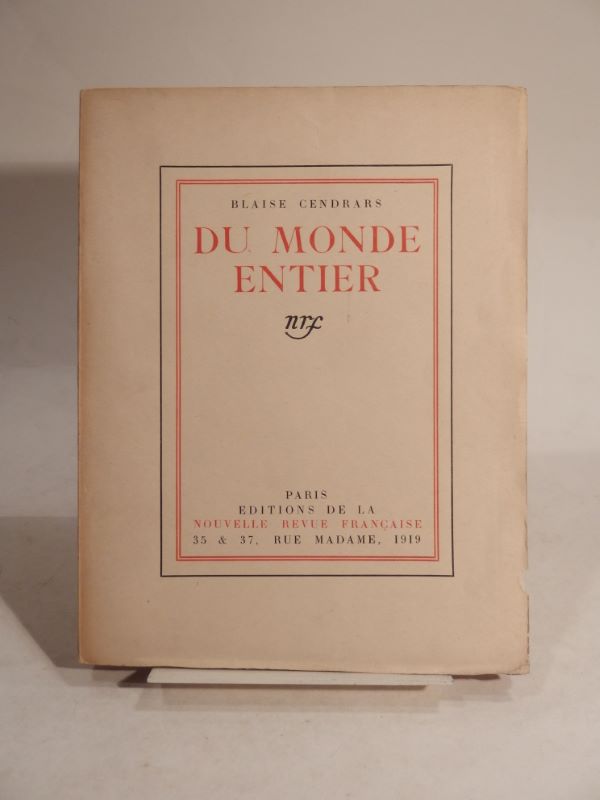 BLAISE CENDRARS
DU MONDE
ENTIER
nrf
PARIS
EDITIONS DE LA
NOUVELLE REVUE FRANÇAISE
35 & 37, RUE MADAME, 1919